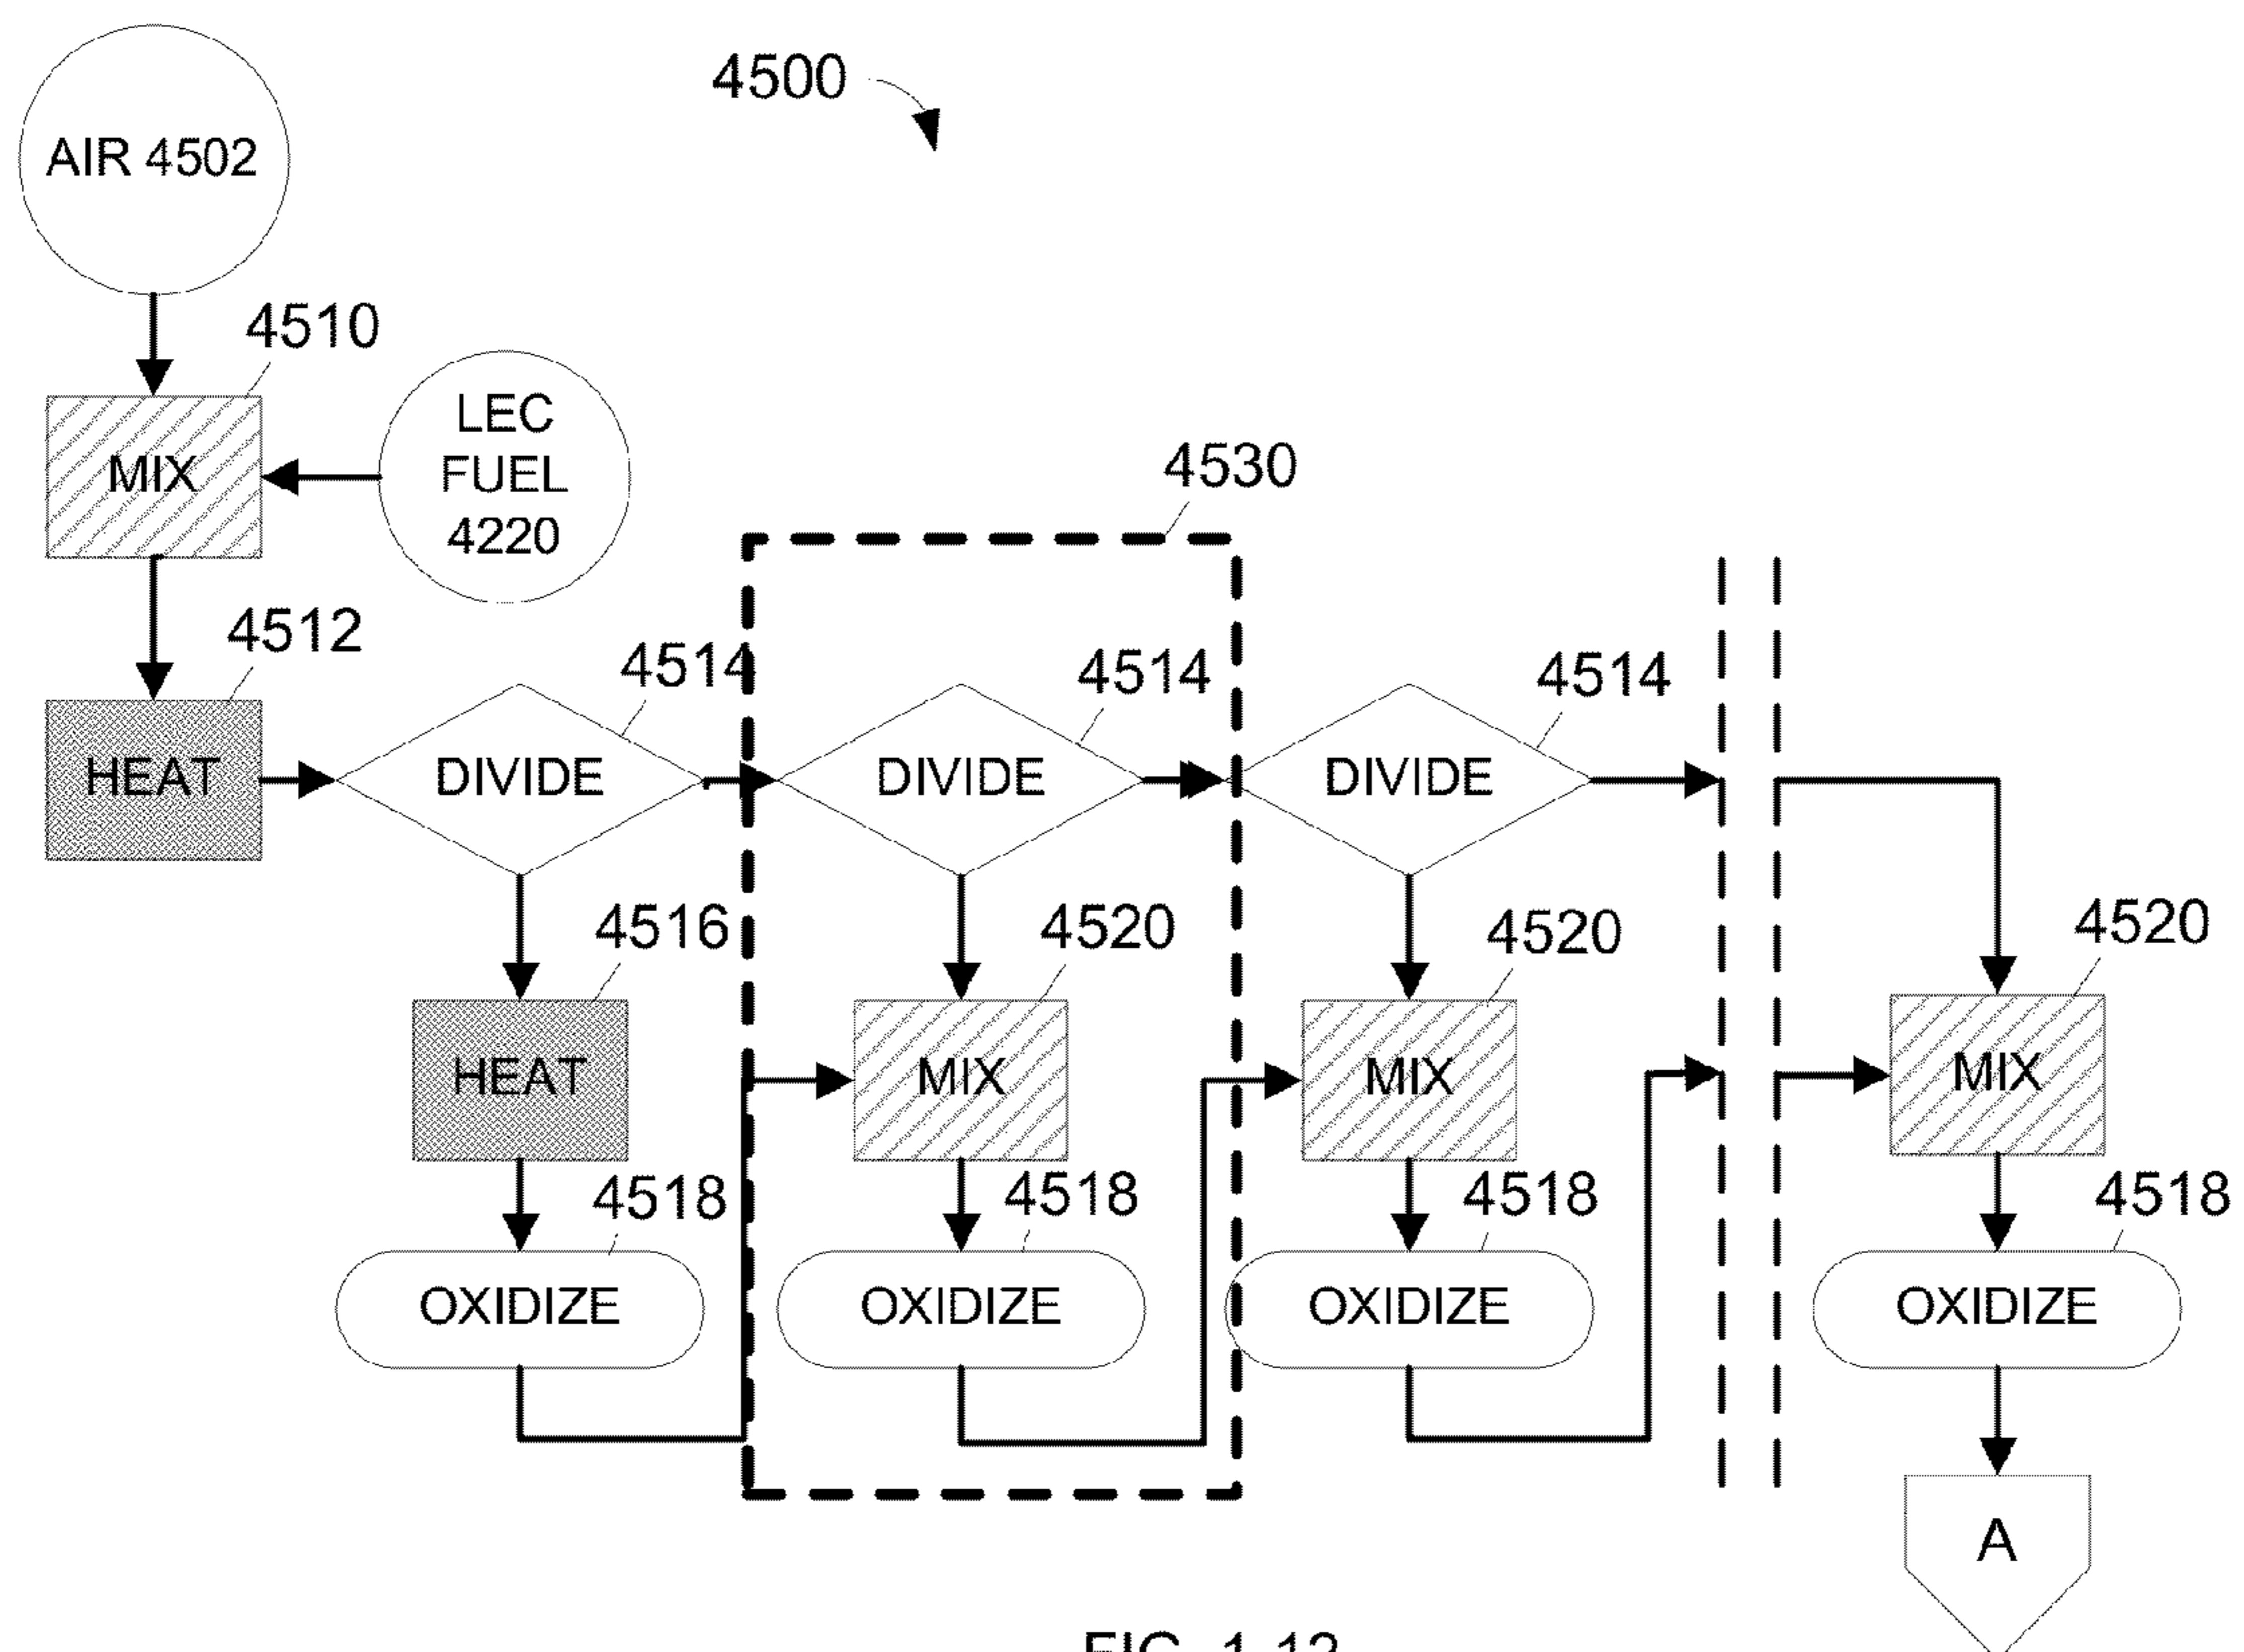 4500
AIR 4502
4510
MIX
LEC
FUEL
4220
4530
4512
HEAT
4514
DIVIDE
4514
DIVIDE
4514
DIVIDE
4516
HEAT
4520
MIX
4520
MIX
4520
MIX
4518
OXIDIZE
4518
OXIDIZE
4518
OXIDIZE
4518
OXIDIZE
A